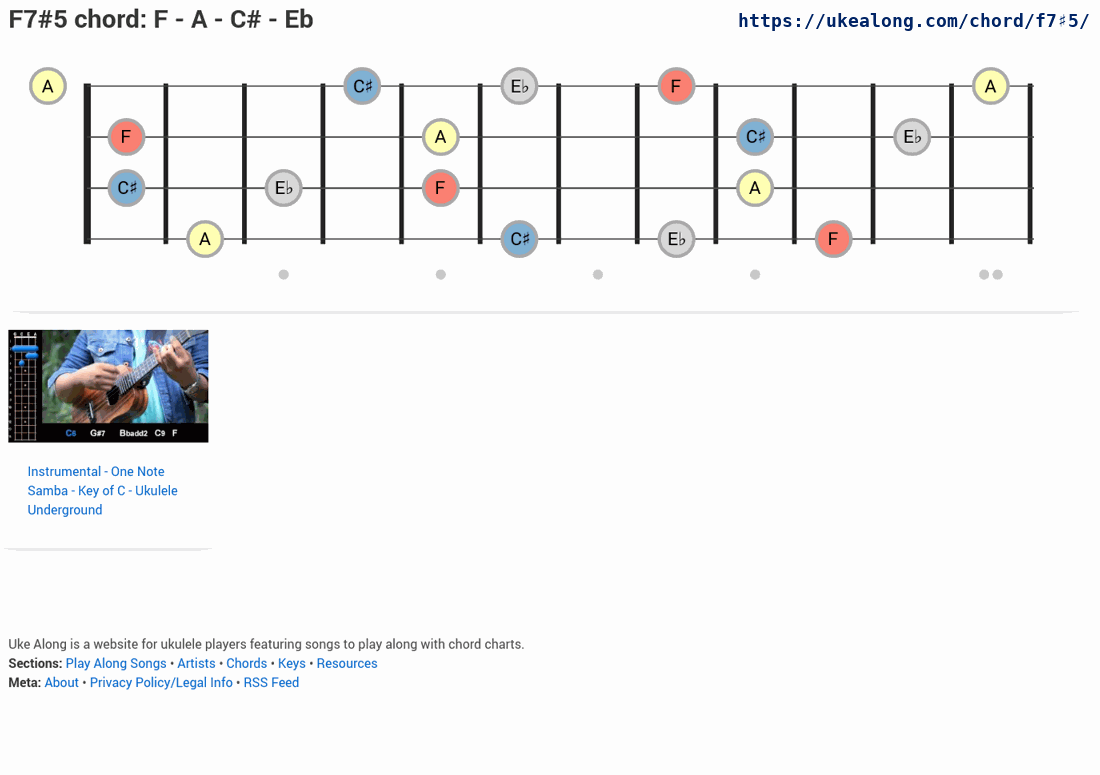 F7#5 chord: F - A - C# - Eb
https://ukealong.com/chord/f7♯5/
A C♯ E♭ F A
F A C♯ E♭
C♯ E♭ F A
A C♯ E♭ F
C6 G#7 Bbadd2 C9 F
Instrumental - One Note
Samba - Key of C - Ukulele
Underground
Uke Along is a website for ukulele players featuring songs to play along with chord charts.
Sections: Play Along Songs • Artists • Chords • Keys • Resources
Meta: About • Privacy Policy/Legal Info • RSS Feed